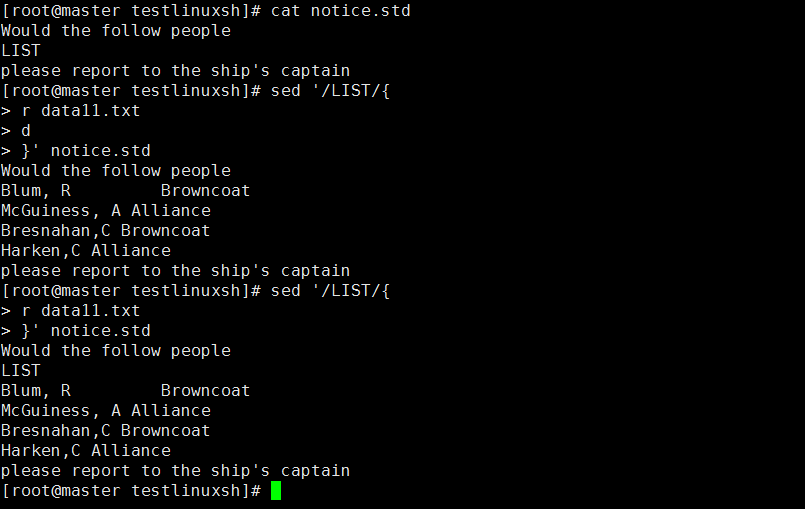 [root@master testlinuxsh]# cat notice.std
Would the follow people
LIST
please report to the ship's captain
[root@master testlinuxsh]# sed '/LIST/{
> r data11.txt
> d
> }' notice.std
Would the follow people
Blum, R         Browncoat
McGuiness, A Alliance
Bresnahan,C Browncoat
Harken,C Alliance
please report to the ship's captain
[root@master testlinuxsh]# sed '/LIST/{
> r data11.txt
> }' notice.std
Would the follow people
LIST
Blum, R         Browncoat
McGuiness, A Alliance
Bresnahan,C Browncoat
Harken,C Alliance
please report to the ship's captain
[root@master testlinuxsh]#